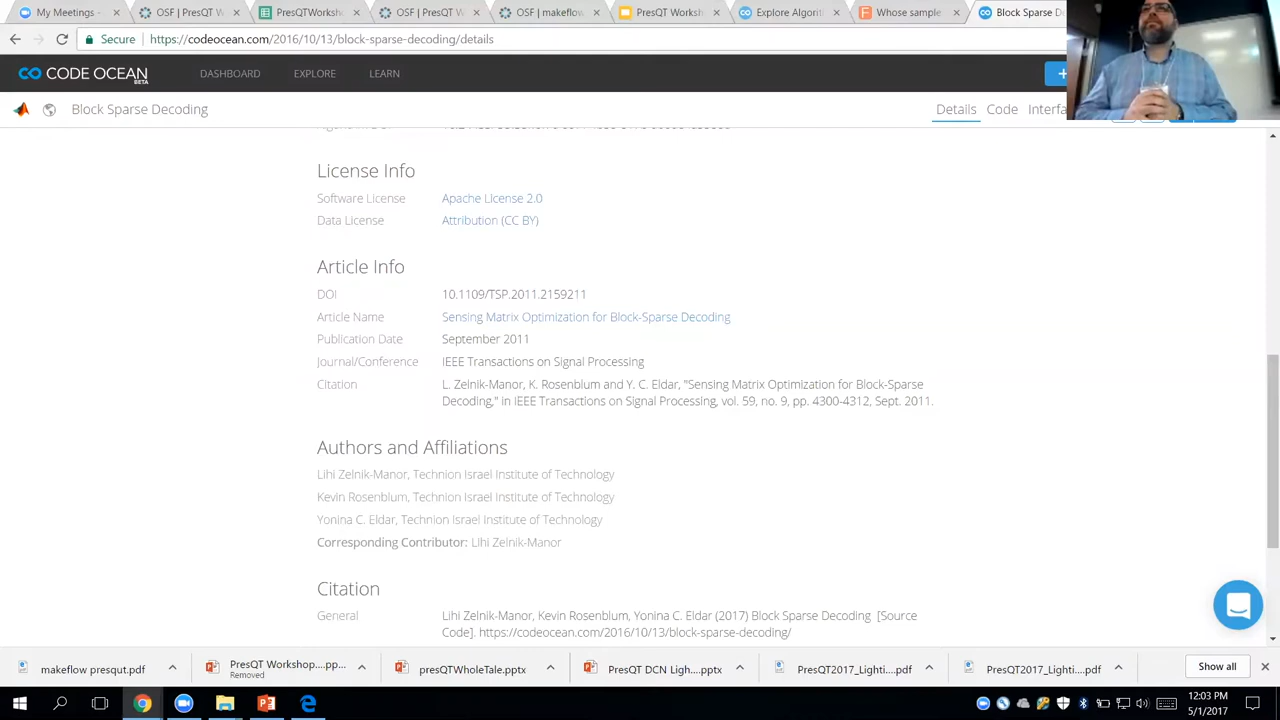 My Meetings -
OSF | PresQT W
PresQTWorksho
OSF | PresQT W
OSF | makeflow
PresQT Worksh
Explore Algorith
Whose sample
Block Sparse De
Secure
https://codeocean.com/2016/10/13/block-sparse-decoding/details
CODE OCEAN
BETA
DASHBOARD
EXPLORE
LEARN
+
Block Sparse Decoding
Details
Code
Interfa
License Info
Software License Apache License 2.0
Data License Attribution (CC BY)
Article Info
DOI 10.1109/TSP.2011.2159211
Article Name Sensing Matrix Optimization for Block-Sparse Decoding
Publication Date September 2011
Journal/Conference IEEE Transactions on Signal Processing
Citation L. Zelnik-Manor, K. Rosenblum and Y. C. Eldar, "Sensing Matrix Optimization for Block-Sparse
Decoding," in IEEE Transactions on Signal Processing, vol. 59, no. 9, pp. 4300-4312, Sept. 2011.
Authors and Affiliations
Lihi Zelnik-Manor, Technion Israel Institute of Technology
Kevin Rosenblum, Technion Israel Institute of Technology
Yonina C. Eldar, Technion Israel Institute of Technology
Corresponding Contributor: Lihi Zelnik-Manor
Citation
General Lihi Zelnik-Manor, Kevin Rosenblum, Yonina C. Eldar (2017) Block Sparse Decoding [Source
Code]. https://codeocean.com/2016/10/13/block-sparse-decoding/
makeflow presqut.pdf
PresQT Workshop....ppt...
Removed
presQTWholeTale.pptx
PresQT DCN Ligh....pptx
PresQT2017_Lighti....pdf
PresQT2017_Lighti....pdf
Show all
12:03 PM
5/1/2017